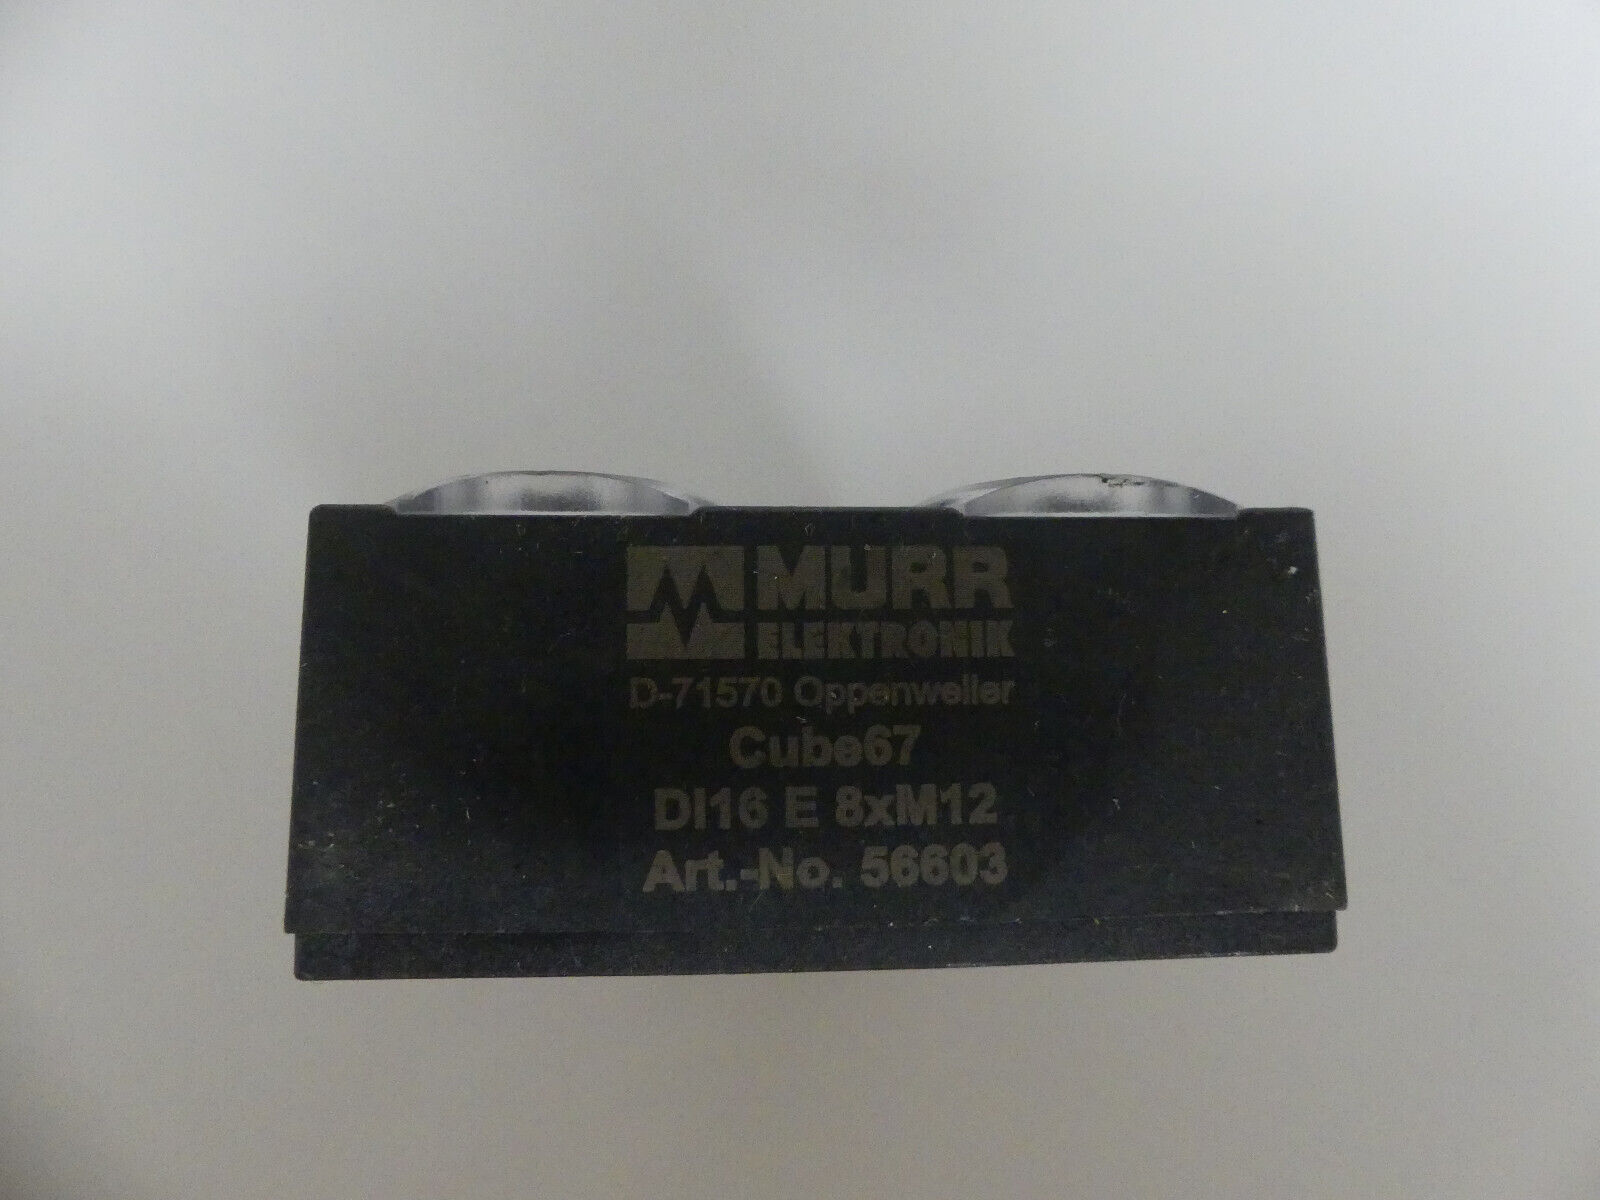 MURR
ELEKTRONIK
D-71570 Oppenweiler
Cube67
DI16 E 8xM12
Art.-No. 56603